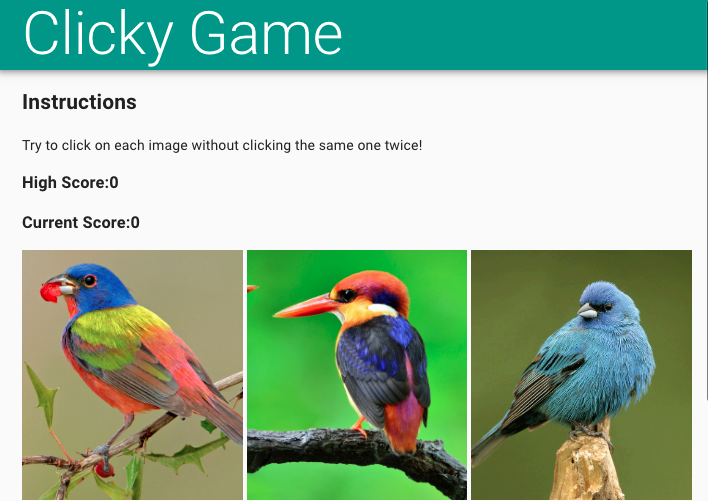 Clicky Game
Instructions
Try to click on each image without clicking the same one twice!
High Score:0
Current Score:0